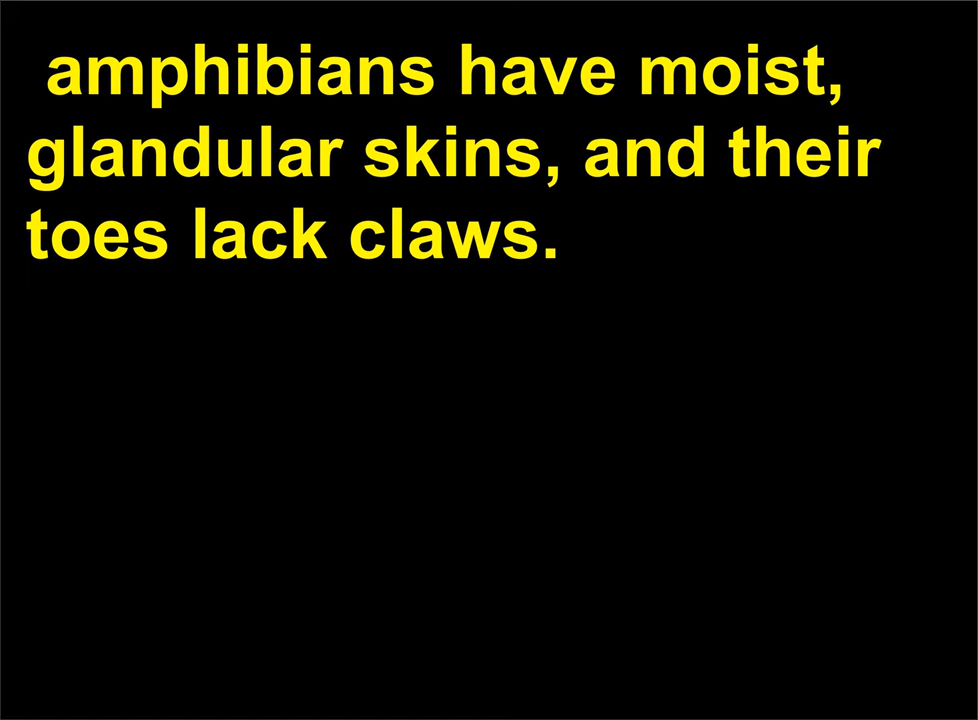 amphibians have moist,
glandular skins, and their
toes lack claws.